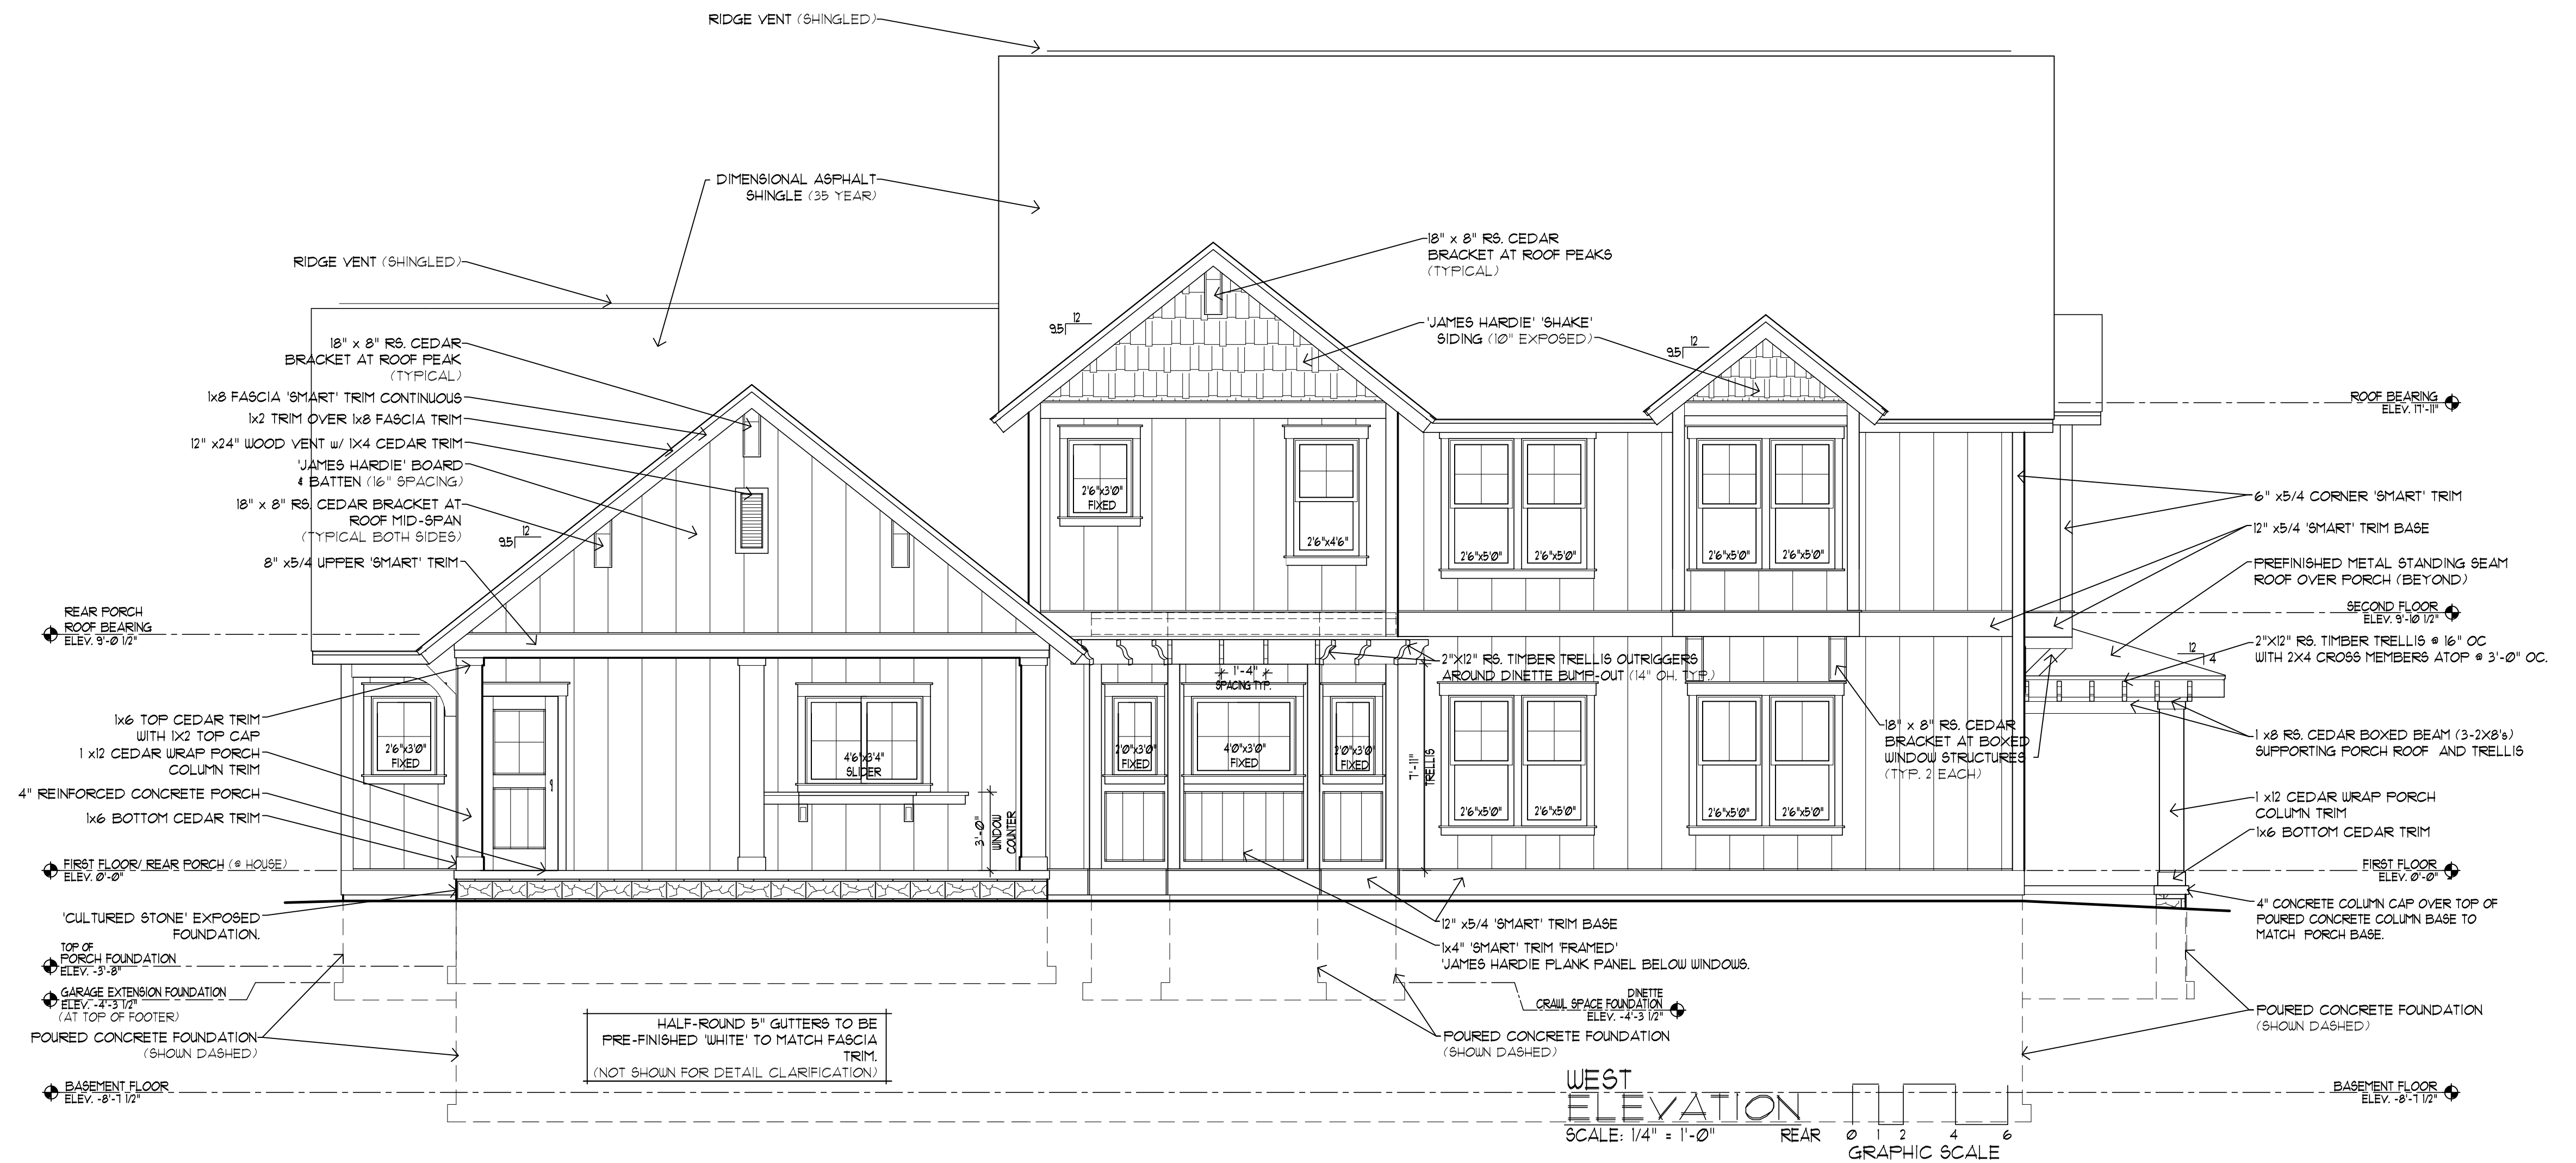 RIDGE VENT (SHINGLED)
DIMENSIONAL ASPHALT
SHINGLE (35 YEAR)
RIDGE VENT (SHINGLED)
18" x 8" RS. CEDAR
BRACKET AT ROOF PEAK
(TYPICAL)
1x8 FASCIA 'SMART' TRIM CONTINUOUS
1x2 TRIM OVER 1x8 FASCIA TRIM
12" x24" WOOD VENT w/ 1X4 CEDAR TRIM
'JAMES HARDIE' BOARD
& BATTEN (16" SPACING)
18" x 8" RS. CEDAR BRACKET AT
ROOF MID-SPAN
(TYPICAL BOTH SIDES)
8" x5/4 UPPER 'SMART' TRIM
12
9.5
REAR PORCH
ROOF BEARING
ELEV. 9'-0 1/2"
1x6 TOP CEDAR TRIM
WITH 1X2 TOP CAP
1 x12 CEDAR WRAP PORCH
COLUMN TRIM
4" REINFORCED CONCRETE PORCH
1x6 BOTTOM CEDAR TRIM
FIRST FLOOR/ REAR PORCH (@ HOUSE)
ELEV. 0'-0"
'CULTURED STONE' EXPOSED
FOUNDATION.
TOP OF
PORCH FOUNDATION
ELEV. -3'-8"
GARAGE EXTENSION FOUNDATION
ELEV. -4'-3 1/2"
(AT TOP OF FOOTER)
POURED CONCRETE FOUNDATION
(SHOWN DASHED)
BASEMENT FLOOR
ELEV. -8'-7 1/2"
HALF-ROUND 5" GUTTERS TO BE
PRE-FINISHED 'WHITE' TO MATCH FASCIA
TRIM.
(NOT SHOWN FOR DETAIL CLARIFICATION)
2'6"x3'0"
FIXED
4'6"x3'4"
SLIDER
3'-0"
WINDOW
COUNTER
18" x 8" RS. CEDAR
BRACKET AT ROOF PEAKS
(TYPICAL)
12
9.5
'JAMES HARDIE' 'SHAKE'
SIDING (10" EXPOSED)
12
9.5
2'6"x3'0"
FIXED
2'6"x4'6"
2'6"x5'0"
2'6"x5'0"
2'6"x5'0"
2'6"x5'0"
2"X12" RS. TIMBER TRELLIS OUTRIGGERS
AROUND DINETTE BUMP-OUT (14" OH. TYP.)
1'-4"
SPACING TYP.
2'0"x3'0"
FIXED
4'0"x3'0"
FIXED
2'0"x3'0"
FIXED
7'-11"
TRELLIS
2'6"x5'0"
2'6"x5'0"
2'6"x5'0"
2'6"x5'0"
18" x 8" RS. CEDAR
BRACKET AT BOXED
WINDOW STRUCTURES
(TYP. 2 EACH)
12" x5/4 'SMART' TRIM BASE
1x4" 'SMART' TRIM 'FRAMED'
'JAMES HARDIE PLANK PANEL BELOW WINDOWS.
DINETTE
CRAWL SPACE FOUNDATION
ELEV. -4'-3 1/2"
POURED CONCRETE FOUNDATION
(SHOWN DASHED)
ROOF BEARING
ELEV. 17'-11"
6" x5/4 CORNER 'SMART' TRIM
12" x5/4 'SMART' TRIM BASE
PREFINISHED METAL STANDING SEAM
ROOF OVER PORCH (BEYOND)
SECOND FLOOR
ELEV. 9'-10 1/2"
2"X12" RS. TIMBER TRELLIS @ 16" OC
WITH 2X4 CROSS MEMBERS ATOP @ 3'-0" OC.
12
4
1 x8 RS. CEDAR BOXED BEAM (3-2X8's)
SUPPORTING PORCH ROOF AND TRELLIS
1 x12 CEDAR WRAP PORCH
COLUMN TRIM
1x6 BOTTOM CEDAR TRIM
FIRST FLOOR
ELEV. 0'-0"
4" CONCRETE COLUMN CAP OVER TOP OF
POURED CONCRETE COLUMN BASE TO
MATCH PORCH BASE.
POURED CONCRETE FOUNDATION
(SHOWN DASHED)
BASEMENT FLOOR
ELEV. -8'-7 1/2"
WEST
ELEVATION
SCALE: 1/4" = 1'-0" REAR
0 1 2 4 6
GRAPHIC SCALE